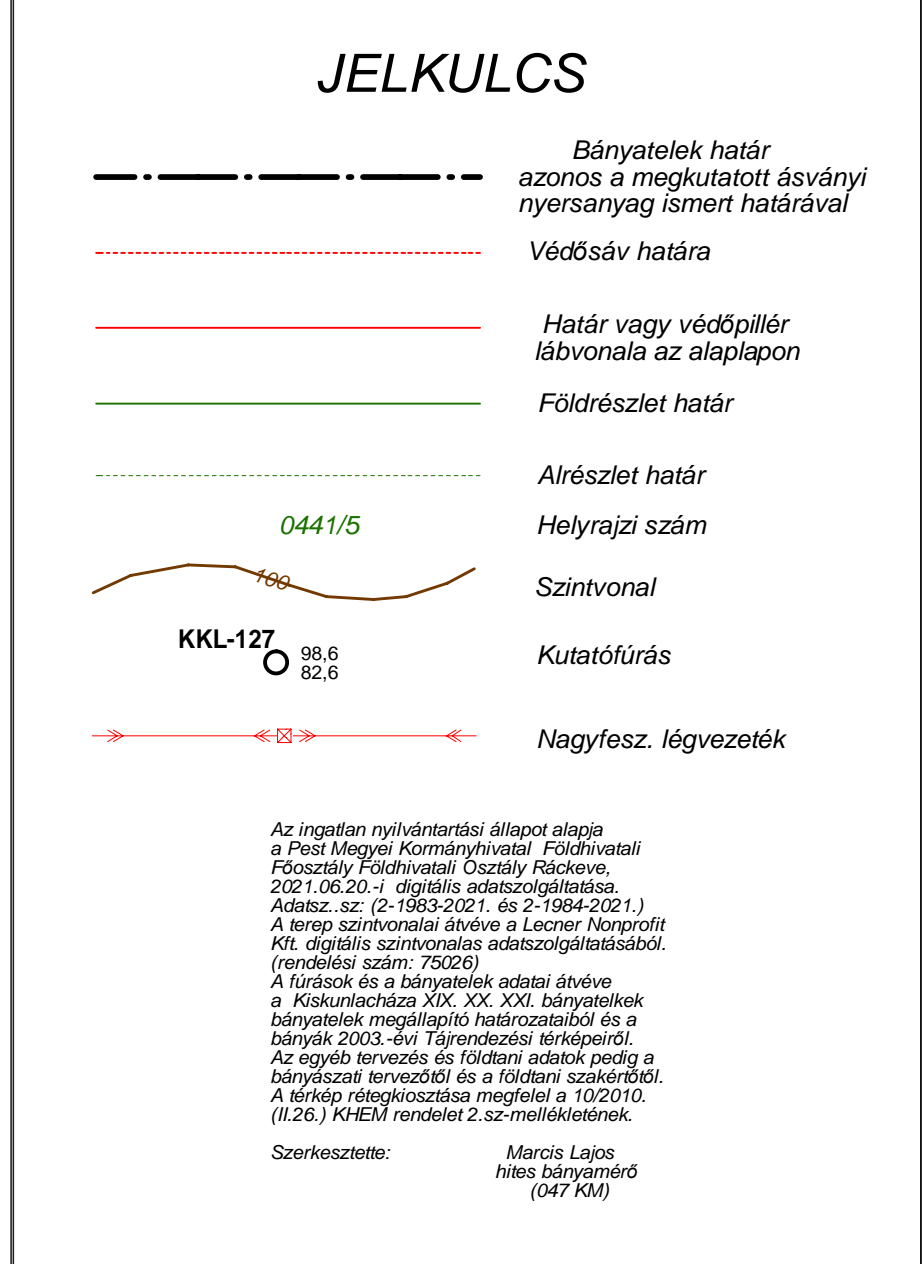 JELKULCS
Bányatelek határ
azonos a megkutatott ásványi
nyersanyag ismert határával
Védősáv határa
Határ vagy védőpillér
lábvonala az alaplapon
Földrészlet határ
Alrészlet határ
0441/5 Helyrajzi szám
100 Szintvonal
KKL-127 98,6
82,6
Kutatófúrás
Nagyfesz. légvezeték
Az ingatlan nyilvántartási állapot alapja
a Pest Megyei Kormányhivatal Földhivatali
Főosztály Földhivatali Osztály Ráckeve,
2021.06.20.-i digitális adatszolgáltatása.
Adatsz..sz: (2-1983-2021. és 2-1984-2021.)
A terep szintvonalai átvéve a Lecner Nonprofit
Kft. digitális szintvonalas adatszolgáltatásából.
(rendelési szám: 75026)
A fúrások és a bányatelek adatai átvéve
a Kiskunlacháza XIX. XX. XXI. bányatelkek
bányatelek megállapító határozataiból és a
bányák 2003.-évi Tájrendezési térképeiről.
Az egyéb tervezés és földtani adatok pedig a
bányászati tervezőtől és a földtani szakértőtől.
A térkép rétegkiosztása megfelel a 10/2010.
(II.26.) KHEM rendelet 2.sz-mellékletének.
Szerkesztette: Marcis Lajos
hites bányamérő
(047 KM)